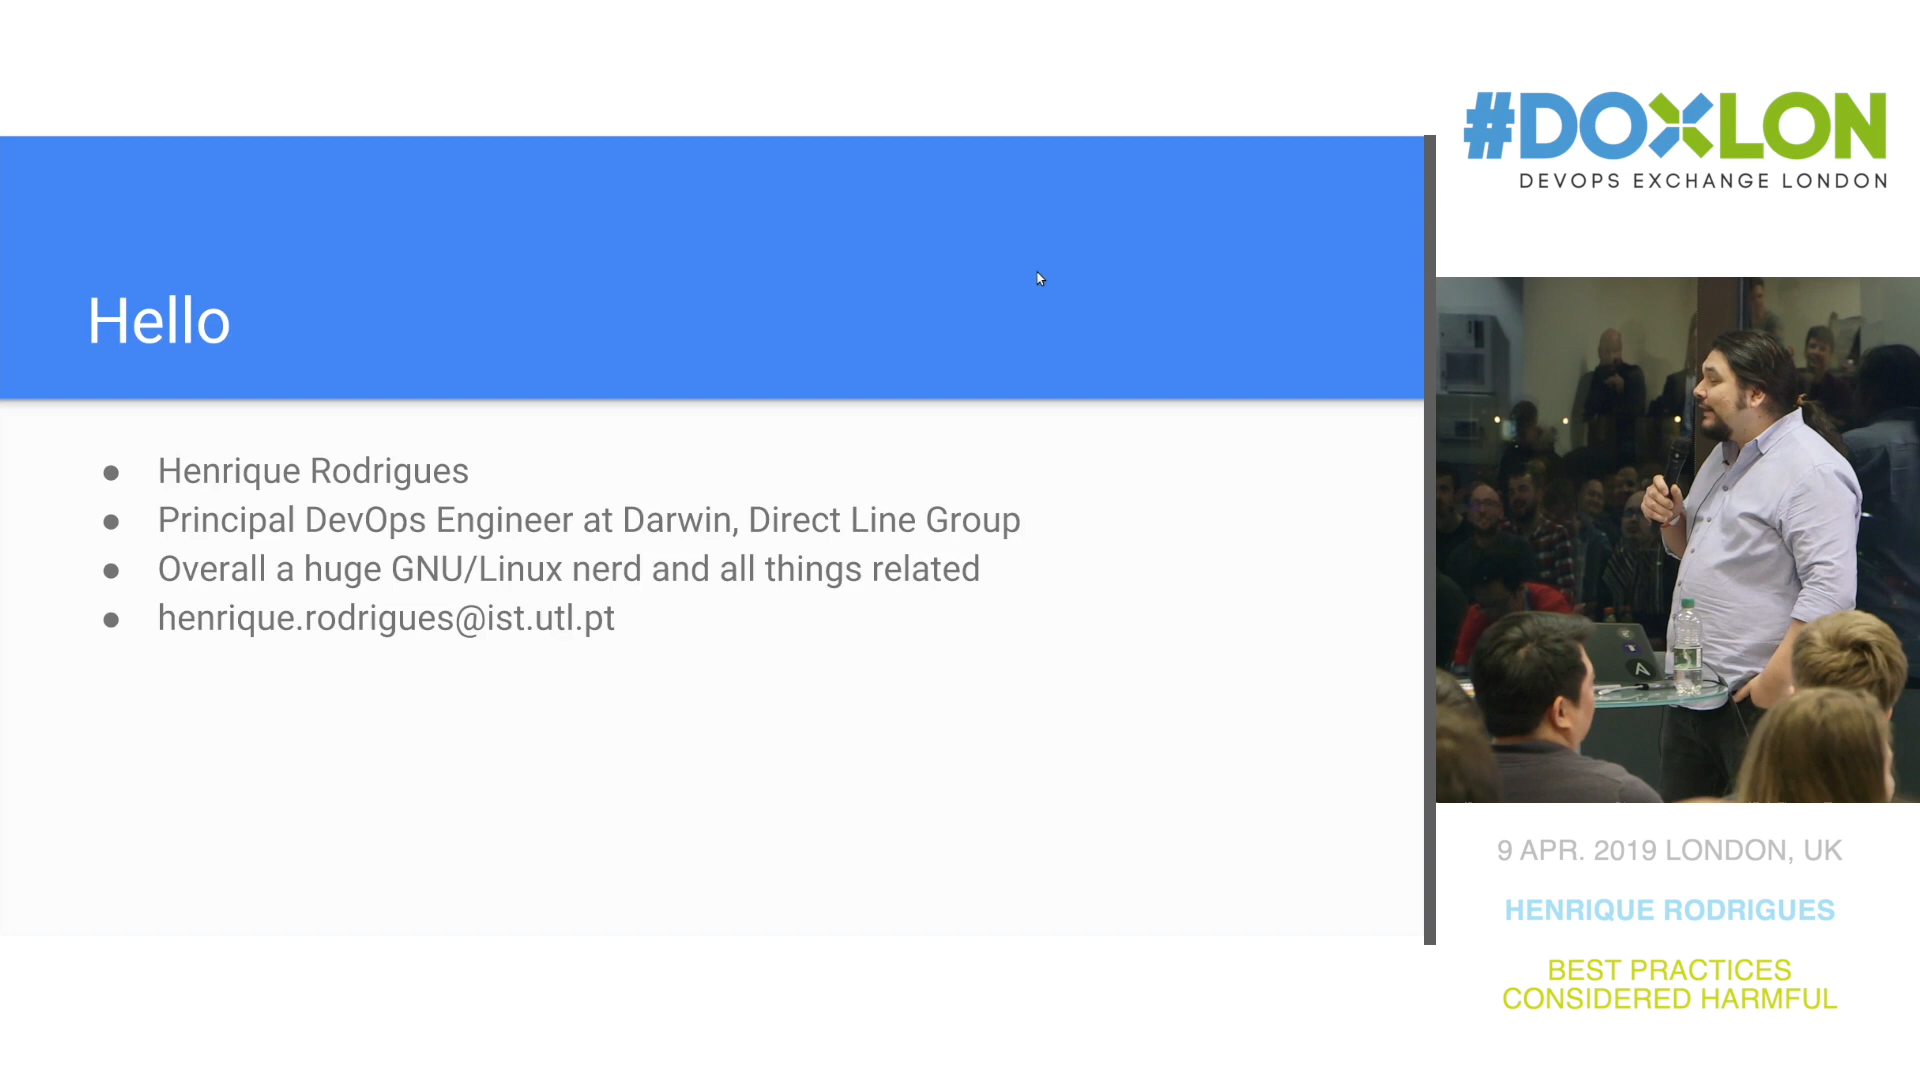 #DOXLON
DEVOPS EXCHANGE LONDON
Hello
Henrique Rodrigues
Principal DevOps Engineer at Darwin, Direct Line Group
Overall a huge GNU/Linux nerd and all things related
henrique.rodrigues@ist.utl.pt
9 APR. 2019 LONDON, UK
HENRIQUE RODRIGUES
BEST PRACTICES
CONSIDERED HARMFUL